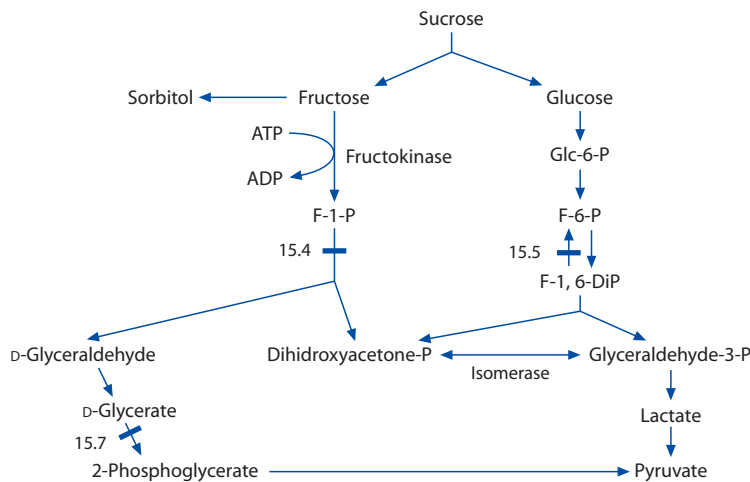 Sucrose
Sorbitol
Fructose
Glucose
ATP
Fructokinase
Glc-6-P
ADP
F-1-P
F-6-P
15.4
15.5
F-1, 6-DiP
D-Glyceraldehyde
Dihidroxyacetone-P
Isomerase
Glyceraldehyde-3-P
D-Glycerate
Lactate
15.7
2-Phosphoglycerate
Pyruvate